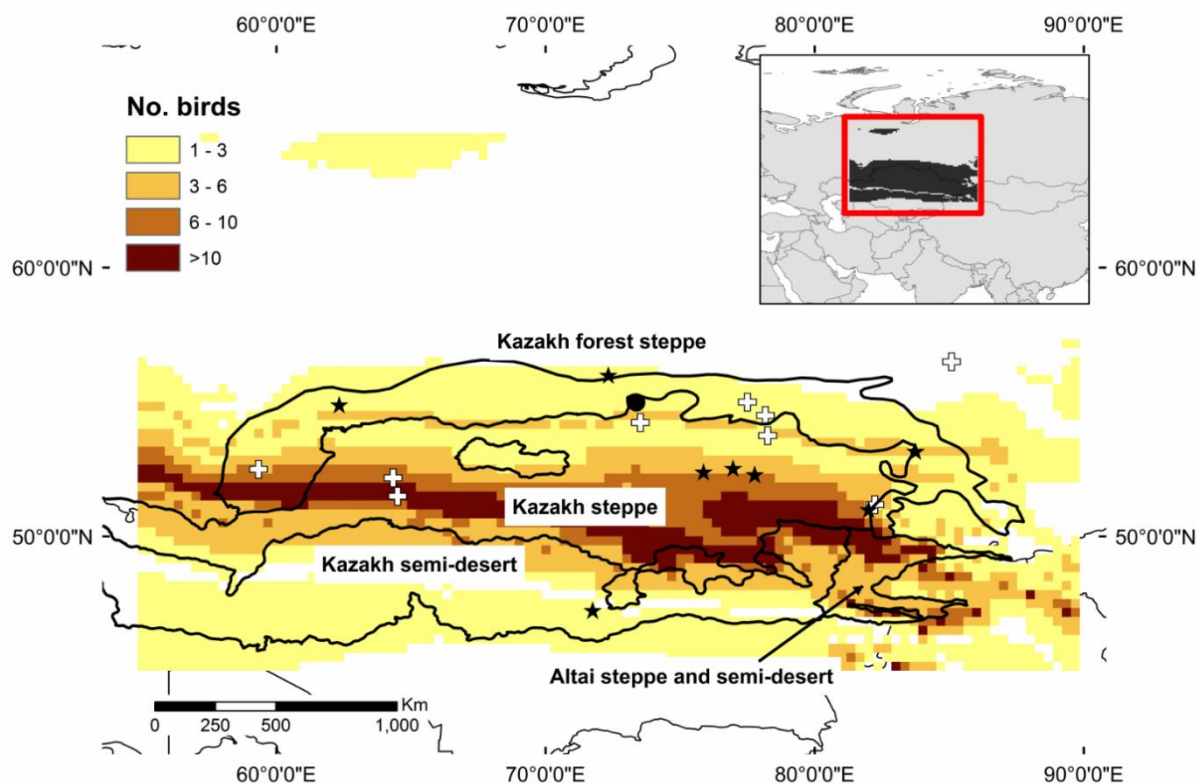 60°0'0"E 70°0'0"E 80°0'0"E 90°0'0"E
No. birds
1 - 3
3 - 6
6 - 10
>10
60°0'0"N 60°0'0"N
Kazakh forest steppe
Kazakh steppe
50°0'0"N 50°0'0"N
Kazakh semi-desert
Altai steppe and semi-desert
Km
0 250 500 1,000
60°0'0"E 70°0'0"E 80°0'0"E 90°0'0"E